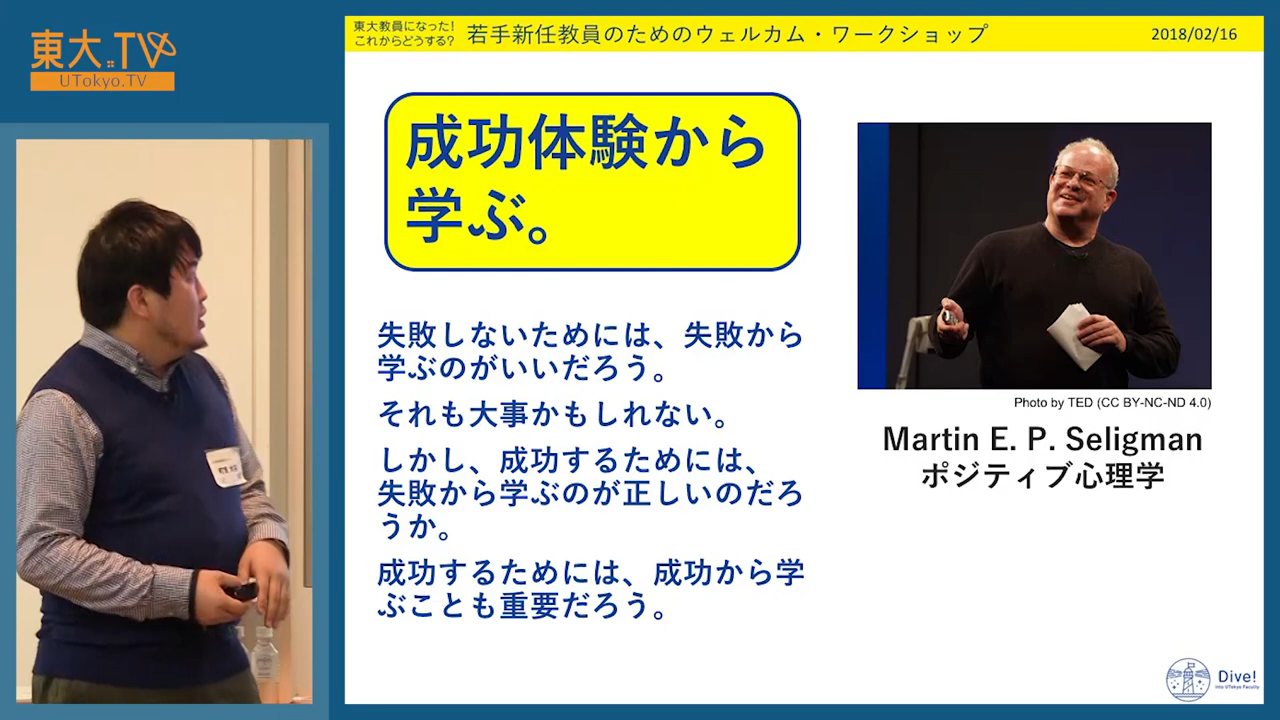 東大.TV
UTokyo.TV
東大教員になった!
これからどうする?
若手新任教員のためのウェルカム・ワークショップ
2018/02/16
成功体験から
学ぶ。
失敗しないためには、失敗から
学ぶのがいいだろう。
それも大事かもしれない。
しかし、成功するためには、
失敗から学ぶのが正しいのだろ
うか。
成功するためには、成功から学
ぶことも重要だろう。
Photo by TED (CC BY-NC-ND 4.0)
Martin E. P. Seligman
ポジティブ心理学
Dive!
into UTokyo Faculty